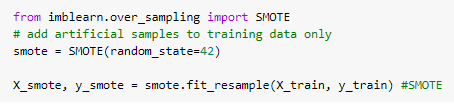 from imblearn.over_sampling import SMOTE
# add artificial samples to training data only
smote = SMOTE(random_state=42)
X_smote, y_smote = smote.fit_resample(X_train, y_train) #SMOTE